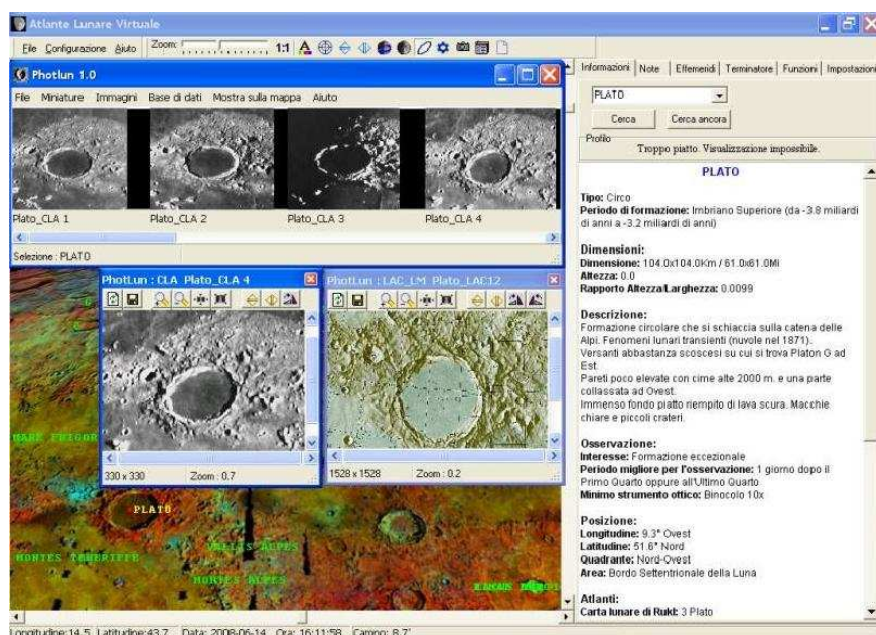 Atlante Lunare Virtuale
File Configurazione Aiuto Zoom: 1:1
Photlun 1.0
File Miniature Immagini Base di dati Mostra sulla mappa Aiuto
Plato_CLA 1 Plato_CLA 2 Plato_CLA 3 Plato_CLA 4
Selezione : PLATO
PhotLun : CLA Plato_CLA 4
330 x 330 Zoom : 0.7
PhotLun : LAC_LM Plato_LAC12
1528 x 1528 Zoom : 0.2
MARE FRIGOR
PLATO
MONTES TENERIFFE
VALLIS ALPES
MONTES ALPES
Informazioni Note Effemeridi Terminatore Funzioni Impostazioni
PLATO
Cerca Cerca ancora
Profilo
Troppo piatto. Visualizzazione impossibile.
PLATO
Tipo: Circo
Periodo di formazione: Imbriano Superiore (da -3.8 miliardi
di anni a -3.2 miliardi di anni)
Dimensioni:
Dimensione: 104.0x104.0Km / 61.0x61.0Mi
Altezza: 0.0
Rapporto Altezza/Larghezza: 0.0099
Descrizione:
Formazione circolare che si schiaccia sulla catena delle
Alpi. Fenomeni lunari transienti (nuvole nel 1871).
Versanti abbastanza scoscesi su cui si trova Platon G ad
Est.
Pareti poco elevate con cime alte 2000 m. e una parte
collassata ad Ovest.
Immenso fondo piatto riempito di lava scura. Macchie
chiare e piccoli crateri.
Osservazione:
Interesse: Formazione eccezionale
Periodo migliore per l'osservazione: 1 giorno dopo il
Primo Quarto oppure all'Ultimo Quarto
Minimo strumento ottico: Binocolo 10x
Posizione:
Longitudine: 9.3° Ovest
Latitudine: 51.6° Nord
Quadrante: Nord-Ovest
Area: Bordo Settentrionale della Luna
Atlanti:
Carta lunare di Rukl: 3 Plato
Longitudine:14.5 Latitudine:43.7 Data: 2008-06-14 Ora: 16:11:58 Campo: 8.7'